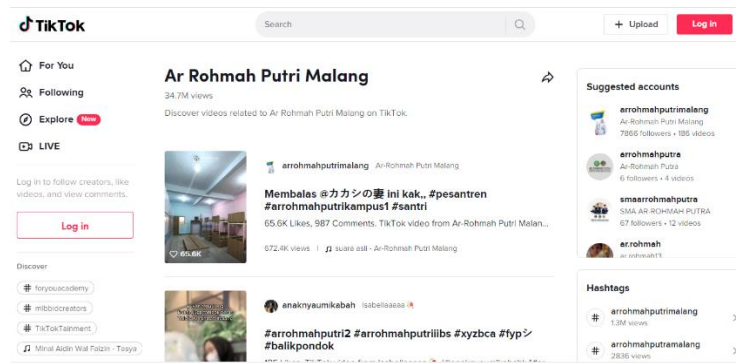 TikTok
Search
+ Upload
Log in
For You
Following
Explore New
LIVE
Log in to follow creators, like
videos, and view comments.
Log in
Discover
# foryouacademy
# mibbidcreators
# TikTokTainment
Minal Aidin Wal Faizin - Tasya
Ar Rohmah Putri Malang
34.7M views
Discover videos related to Ar Rohmah Putri Malang on TikTok.
65.6K
arrohmahputrimalang Ar-Rohmah Putri Malang
Membalas @カカシの妻 ini kak,, #pesantren
#arrohmahputrikampus1 #santri
65.6K Likes, 987 Comments. TikTok video from Ar-Rohmah Putri Malan...
672.4K views suara asli - Ar-Rohmah Putri Malang
anaknyaumikabah Isabellaaeaa
#arrohmahputri2 #arrohmahputriiibs #xyzbca #fypシ
#balikpondok
Suggested accounts
arrohmahputrimalang
Ar-Rohmah Putri Malang
7866 followers • 186 videos
arrohmahputra
Ar-Rohmah Putra
6 followers • 4 videos
smaarrohmahputra
SMA AR-ROHMAH PUTRA
67 followers • 12 videos
ar.rohmah
ar rohmah13
Hashtags
# arrohmahputrimalang
1.3M views
# arrohmahputramalang
2836 views